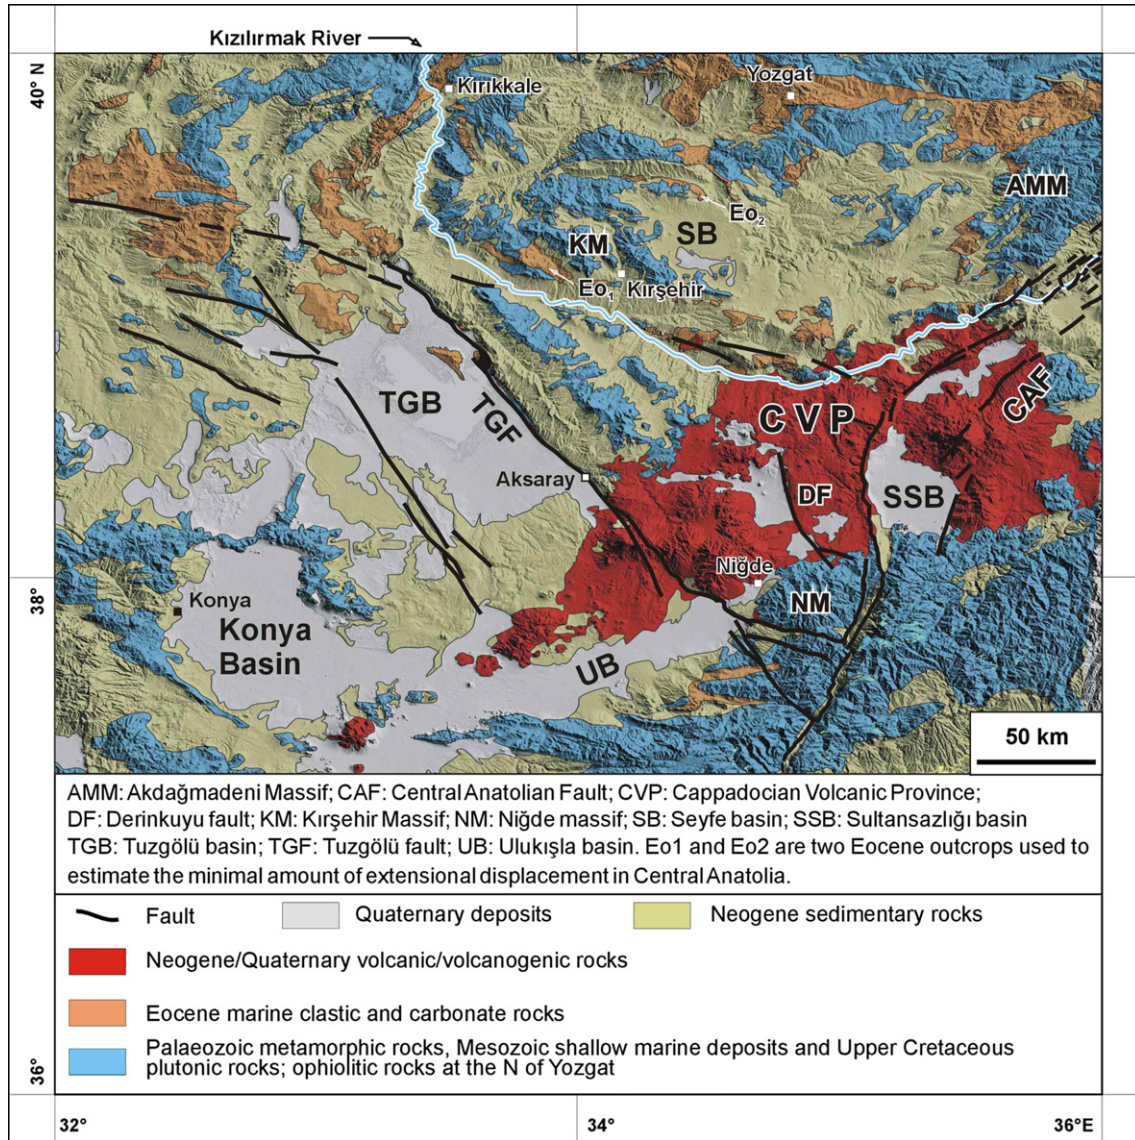 Kızılırmak River
40° N
Kırıkkale
Yozgat
AMM
Eo2
KM
SB
Eo1
Kırşehir
TGB
TGF
CVP
CAF
Aksaray
DF
SSB
Niğde
38°
NM
Konya
Konya
Basin
UB
50 km
AMM: Akdağmadeni Massif; CAF: Central Anatolian Fault; CVP: Cappadocian Volcanic Province;
DF: Derinkuyu fault; KM: Kırşehir Massif; NM: Niğde massif; SB: Seyfe basin; SSB: Sultansazlığı basin
TGB: Tuzgölü basin; TGF: Tuzgölü fault; UB: Ulukışla basin. Eo1 and Eo2 are two Eocene outcrops used to
estimate the minimal amount of extensional displacement in Central Anatolia.
Fault
Quaternary deposits
Neogene sedimentary rocks
Neogene/Quaternary volcanic/volcanogenic rocks
Eocene marine clastic and carbonate rocks
Palaeozoic metamorphic rocks, Mesozoic shallow marine deposits and Upper Cretaceous
plutonic rocks; ophiolitic rocks at the N of Yozgat
36°
32°
34°
36°E